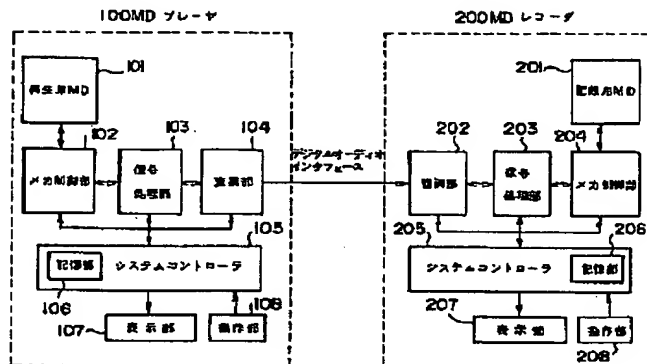 100MD プレーヤ
101
再生用MD
102
メカ制御部
103
信号
処理部
104
変調部
105
システムコントローラ
記憶部
106
107
表示部
108
操作部
デジタルオーディオ
インタフェース
200MD レコーダ
201
記録用MD
202
復調部
203
信号
処理部
204
メカ制御部
205
システムコントローラ
記憶部
206
207
表示部
208
操作部